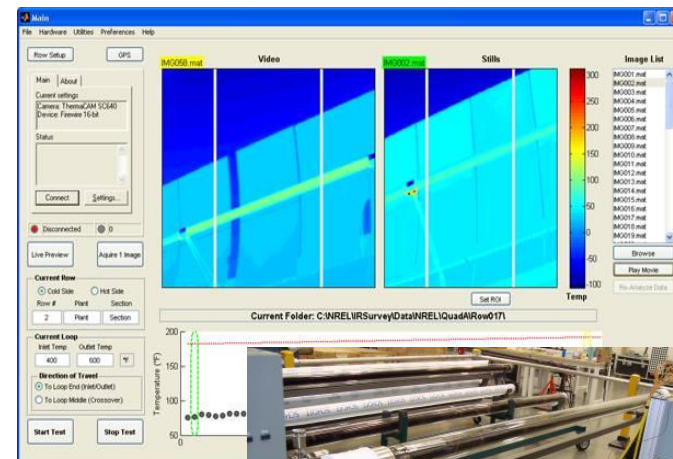 Main
File Hardware Utilities Preferences Help
Row Setup GPS
Main About
Current settings
Camera: ThermaCAM SC640
Device: Firewire 16-bit
Status
Connect Settings...
Disconnected 0
Live Preview Aquire 1 Image
Current Row
Cold Side Hot Side
Row # Plant Section
2 Plant Section
Current Loop
Inlet Temp Outlet Temp
400 600 °F
Direction of Travel
To Loop End (Inlet/Outlet)
To Loop Middle (Crossover)
Start Test Stop Test
IMG058.mat Video
IMG002.mat Stills
300
250
200
150
100
50
0
-50
-100
Temp
Set ROI
Image List
IMG001.mat
IMG002.mat
IMG003.mat
IMG004.mat
IMG005.mat
IMG006.mat
IMG007.mat
IMG008.mat
IMG009.mat
IMG010.mat
IMG011.mat
IMG012.mat
IMG013.mat
IMG014.mat
IMG015.mat
IMG016.mat
IMG017.mat
IMG018.mat
IMG019.mat
Browse
Play Movie
Re-Analyze Data
Current Folder: C:\NREL\IRSurvey\Data\NREL\QuadA\Row017\
Temperature (°F)
200
150
100
50
0